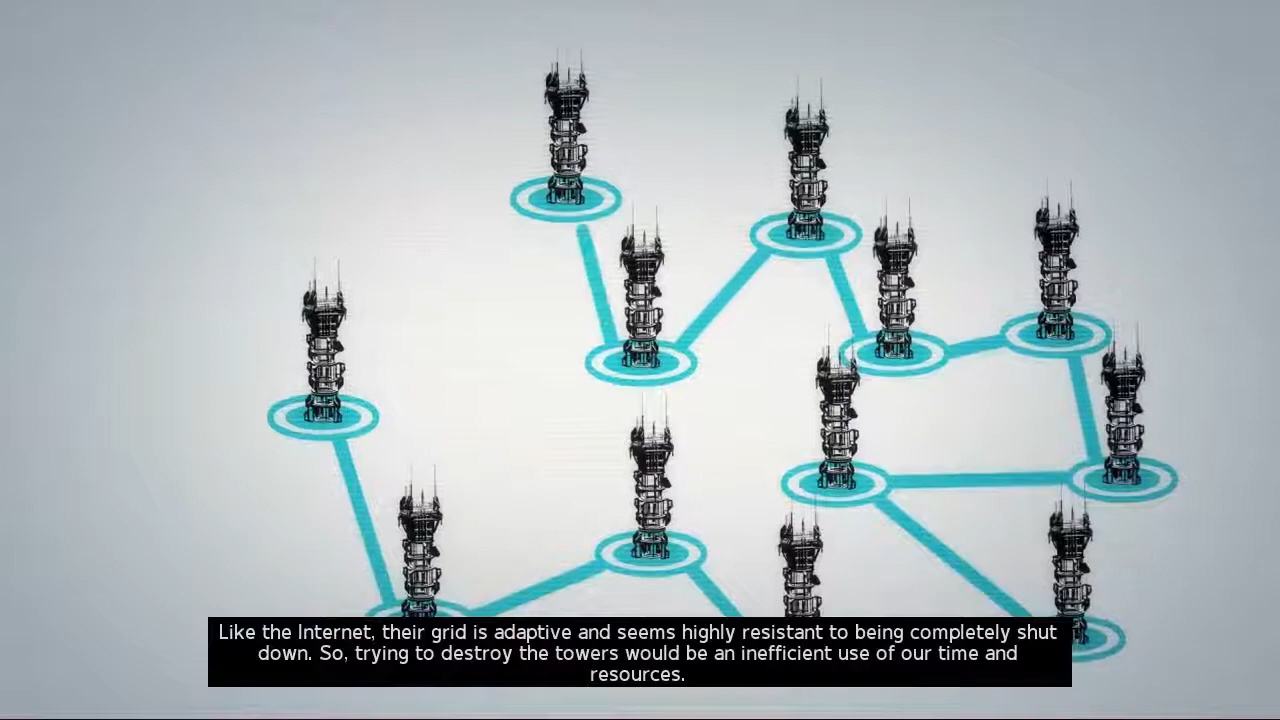 Like the Internet, their grid is adaptive and seems highly resistant to being completely shut
down. So, trying to destroy the towers would be an inefficient use of our time and
resources.